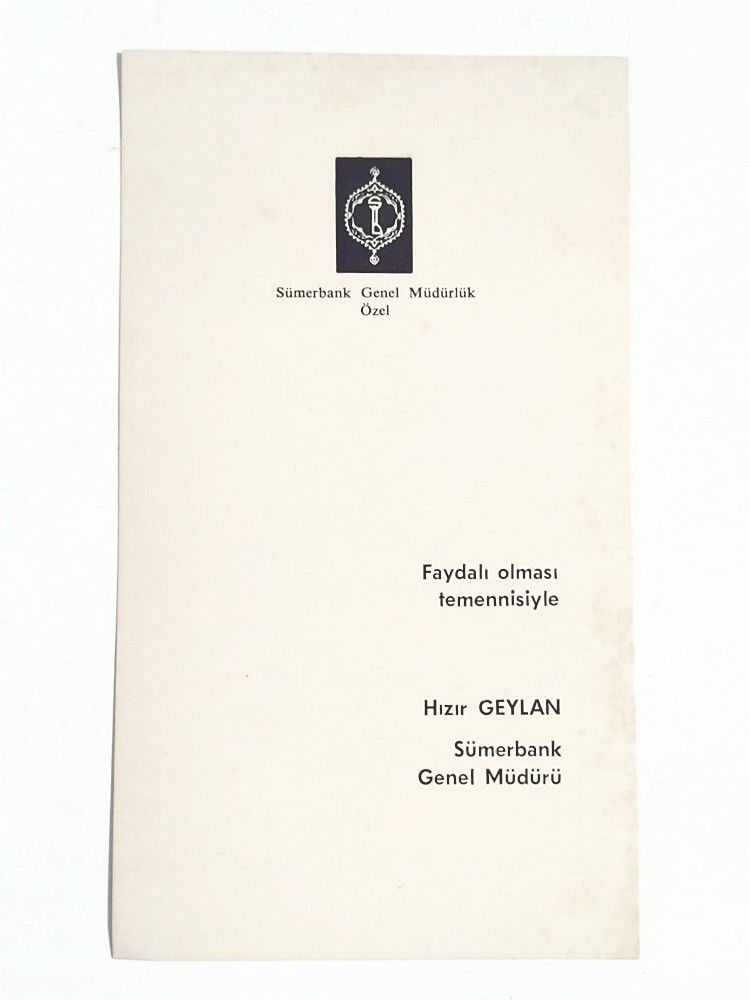 Sümerbank Genel Müdürlük
Özel
Faydalı olması
temennisiyle
Hızır GEYLAN
Sümerbank
Genel Müdürü